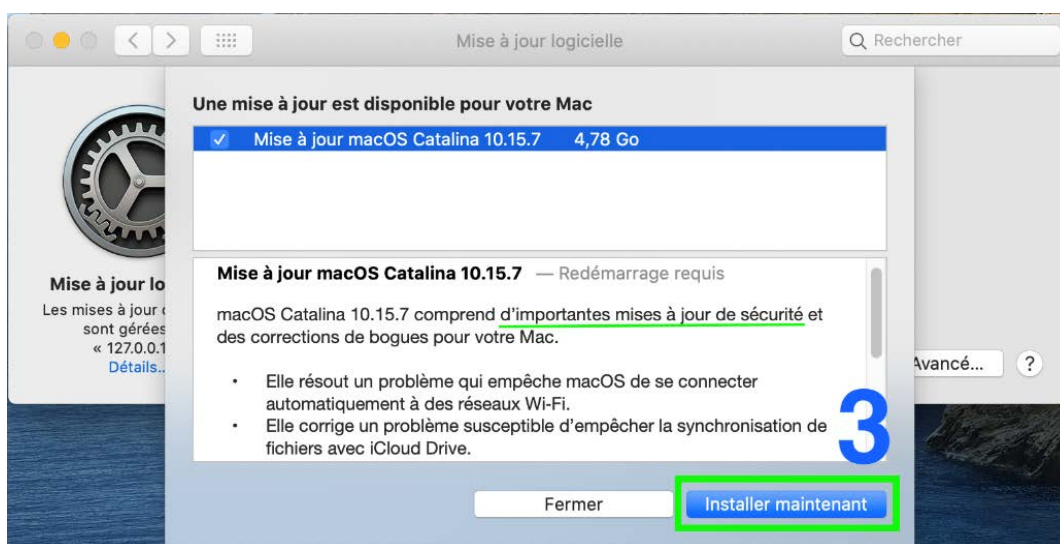 Mise à jour logicielle
Rechercher
Une mise à jour est disponible pour votre Mac
Mise à jour macOS Catalina 10.15.7 4,78 Go
Mise à jour macOS Catalina 10.15.7 — Redémarrage requis
macOS Catalina 10.15.7 comprend d’importantes mises à jour de sécurité et
des corrections de bogues pour votre Mac.
• Elle résout un problème qui empêche macOS de se connecter
automatiquement à des réseaux Wi-Fi.
• Elle corrige un problème susceptible d’empêcher la synchronisation de
fichiers avec iCloud Drive.
Mise à jour lo
Les mises à jour
sont gérées
« 127.0.0.1
Détails..
Avancé... ?
3
Fermer Installer maintenant